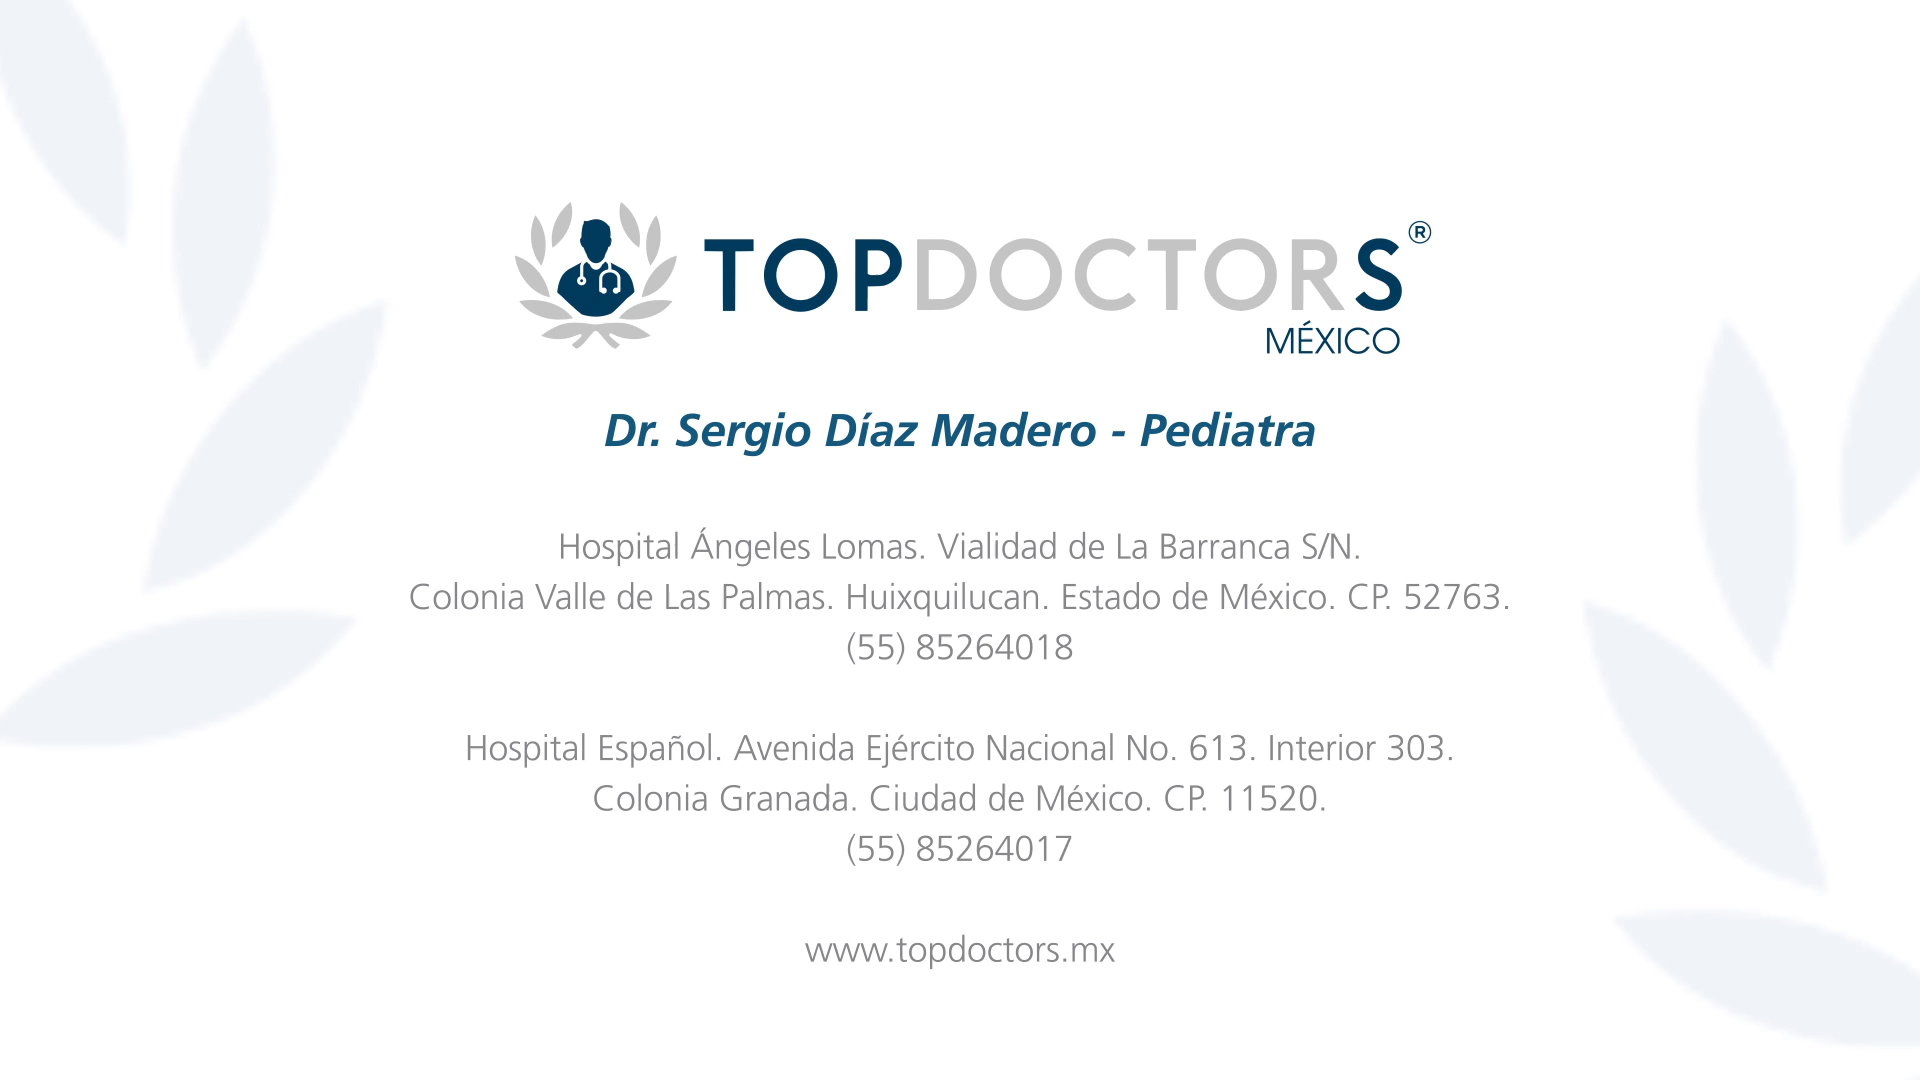 TOPDOCTORS®
MÉXICO
Dr. Sergio Díaz Madero - Pediatra
Hospital Ángeles Lomas. Vialidad de La Barranca S/N.
Colonia Valle de Las Palmas. Huixquilucan. Estado de México. CP. 52763.
(55) 85264018
Hospital Español. Avenida Ejército Nacional No. 613. Interior 303.
Colonia Granada. Ciudad de México. CP. 11520.
(55) 85264017
www.topdoctors.mx